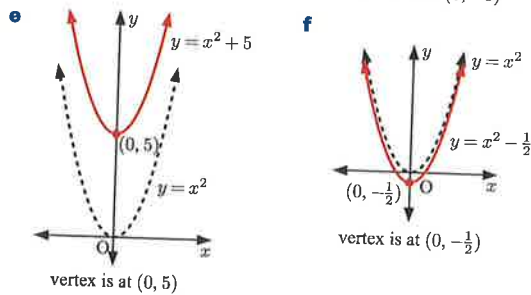 e
y
y = x² + 5
(0, 5)
y = x²
O
x
vertex is at (0, 5)
f
y
y = x²
y = x² − 1/2
(0, −1/2)
O
x
vertex is at (0, −1/2)